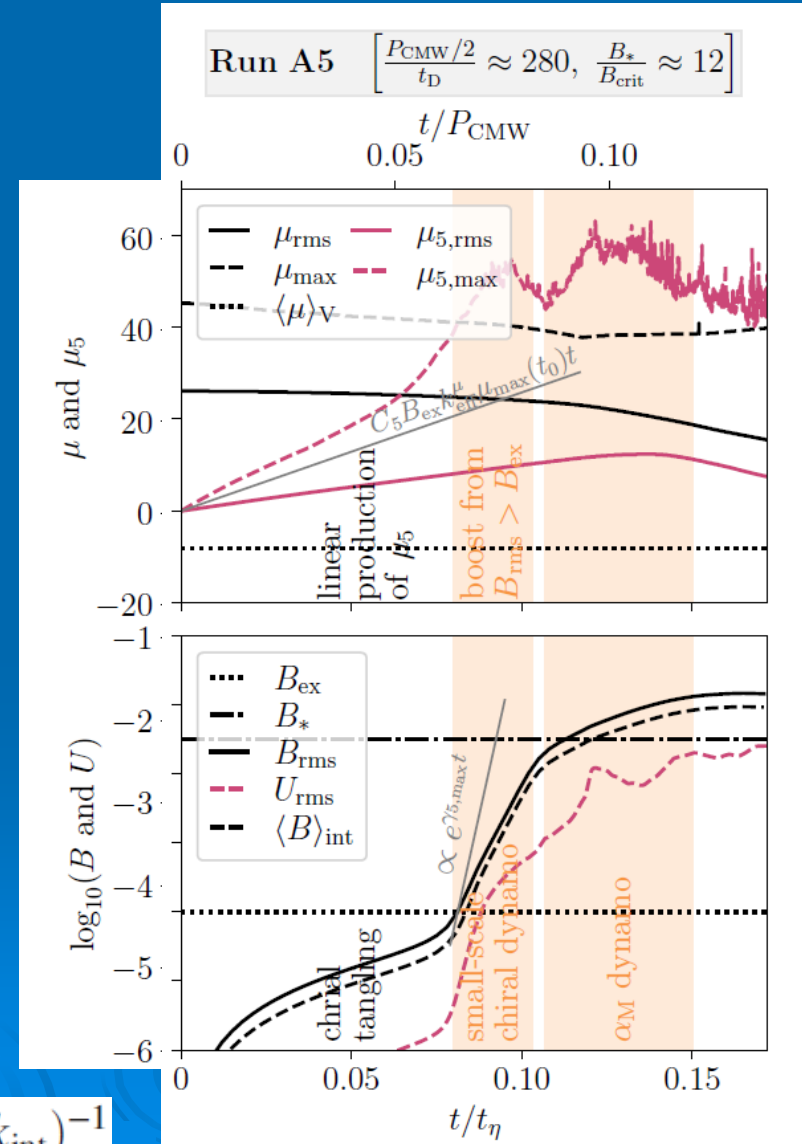 Run A5 [P_CMW/2 / t_D ≈ 280, B_* / B_crit ≈ 12]
t/P_CMW
0 0.05 0.10
μ_rms μ_5,rms
μ_max μ_5,max
⟨μ⟩_V
μ and μ_5
60
40
20
0
−20
C_5 B_ex k_eff^μ μ_max(t_0)t
linear
production
of μ_5
boost from
B_rms > B_ex
B_ex
B_*
B_rms
U_rms
⟨B⟩_int
log_10(B and U)
−1
−2
−3
−4
−5
−6
∝ e^{γ_5,max t}
chrial
tangling
small-scale
chiral dynamo
α_M dynamo
0 0.05 0.10 0.15
t/t_η
int)^−1